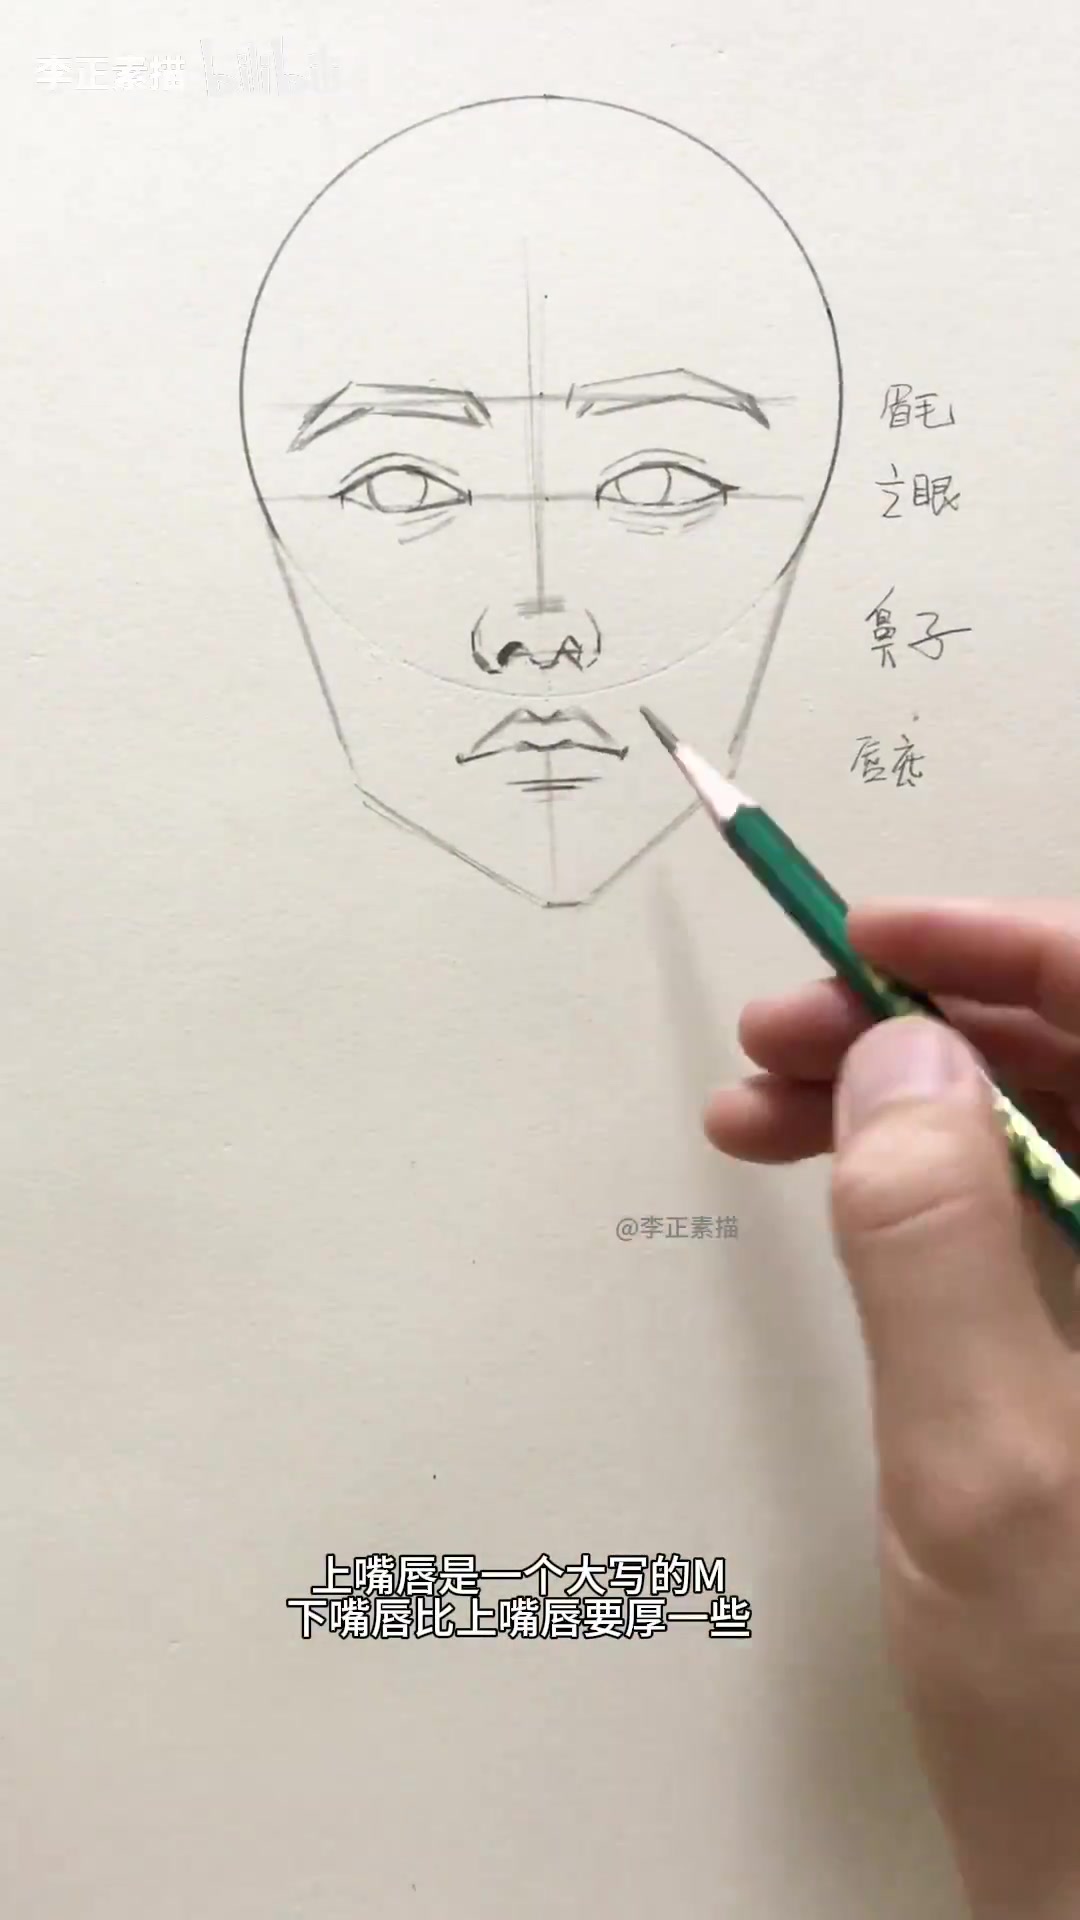 李正素描 bilibili
眉毛
立眼
鼻子
唇底
@李正素描
上嘴唇是一个大写的M
下嘴唇比上嘴唇要厚一些